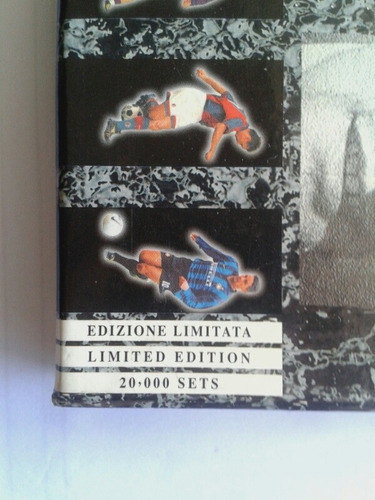 EDIZIONE LIMITATA
LIMITED EDITION
20,000 SETS